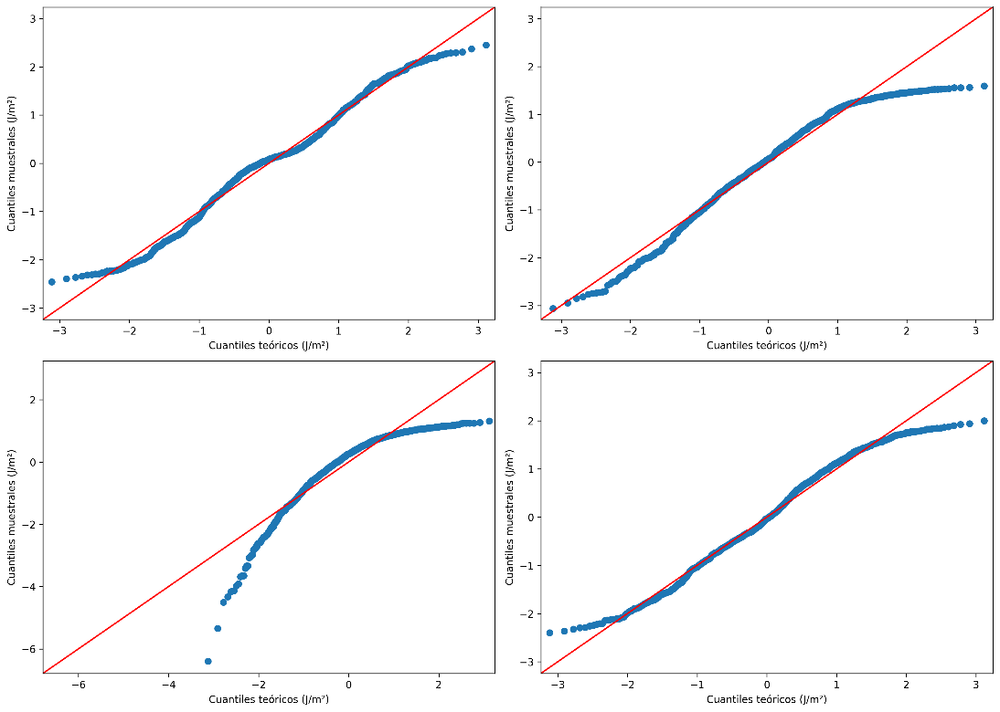 3
2
1
0
−1
−2
−3
Cuantiles muestrales (J/m²)
−3 −2 −1 0 1 2 3
Cuantiles teóricos (J/m²)
3
2
1
0
−1
−2
−3
Cuantiles muestrales (J/m²)
−3 −2 −1 0 1 2 3
Cuantiles teóricos (J/m²)
2
0
−2
−4
−6
Cuantiles muestrales (J/m²)
−6 −4 −2 0 2
Cuantiles teóricos (J/m²)
3
2
1
0
−1
−2
−3
Cuantiles muestrales (J/m²)
−3 −2 −1 0 1 2 3
Cuantiles teóricos (J/m²)